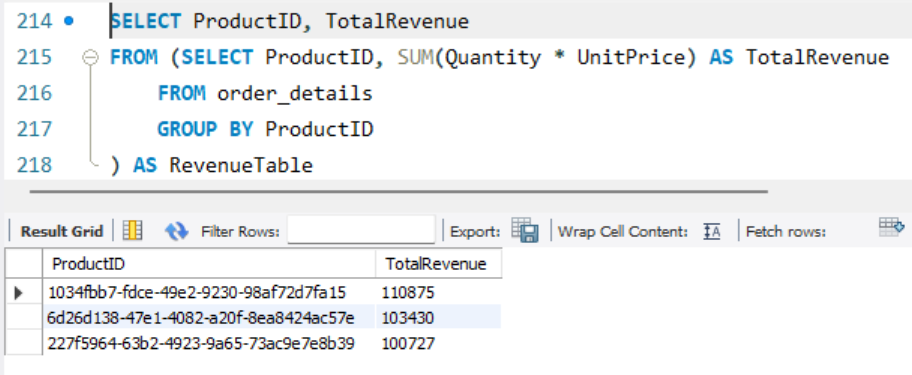 214 SELECT ProductID, TotalRevenue
215 FROM (SELECT ProductID, SUM(Quantity * UnitPrice) AS TotalRevenue
216 FROM order_details
217 GROUP BY ProductID
218 ) AS RevenueTable
Result Grid Filter Rows: Export: Wrap Cell Content: IA Fetch rows:
ProductID TotalRevenue
1034fbb7-fdce-49e2-9230-98af72d7fa15 110875
6d26d138-47e1-4082-a20f-8ea8424ac57e 103430
227f5964-63b2-4923-9a65-73ac9e7e8b39 100727